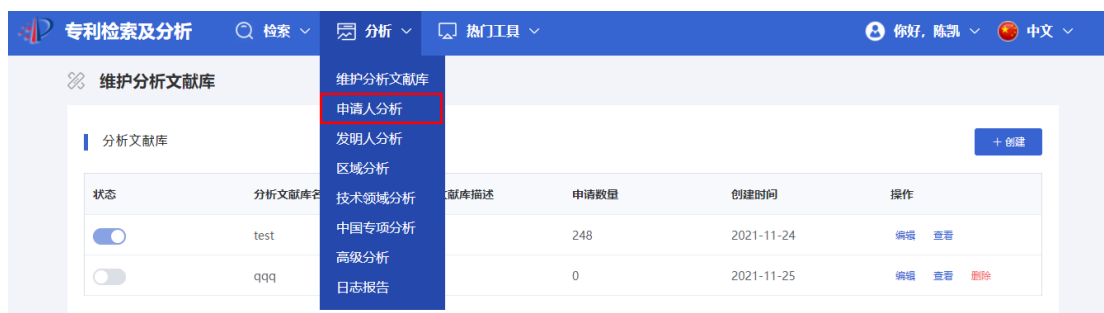 专利检索及分析 检索 分析 热门工具 你好, 陈凯 中文
维护分析文献库 维护分析文献库
申请人分析
分析文献库 发明人分析 + 创建
区域分析
状态 分析文献库名 技术领域分析 献库描述 申请数量 创建时间 操作
test 中国专项分析 248 2021-11-24 编辑 查看
高级分析
qqq 0 2021-11-25 编辑 查看 删除
日志报告